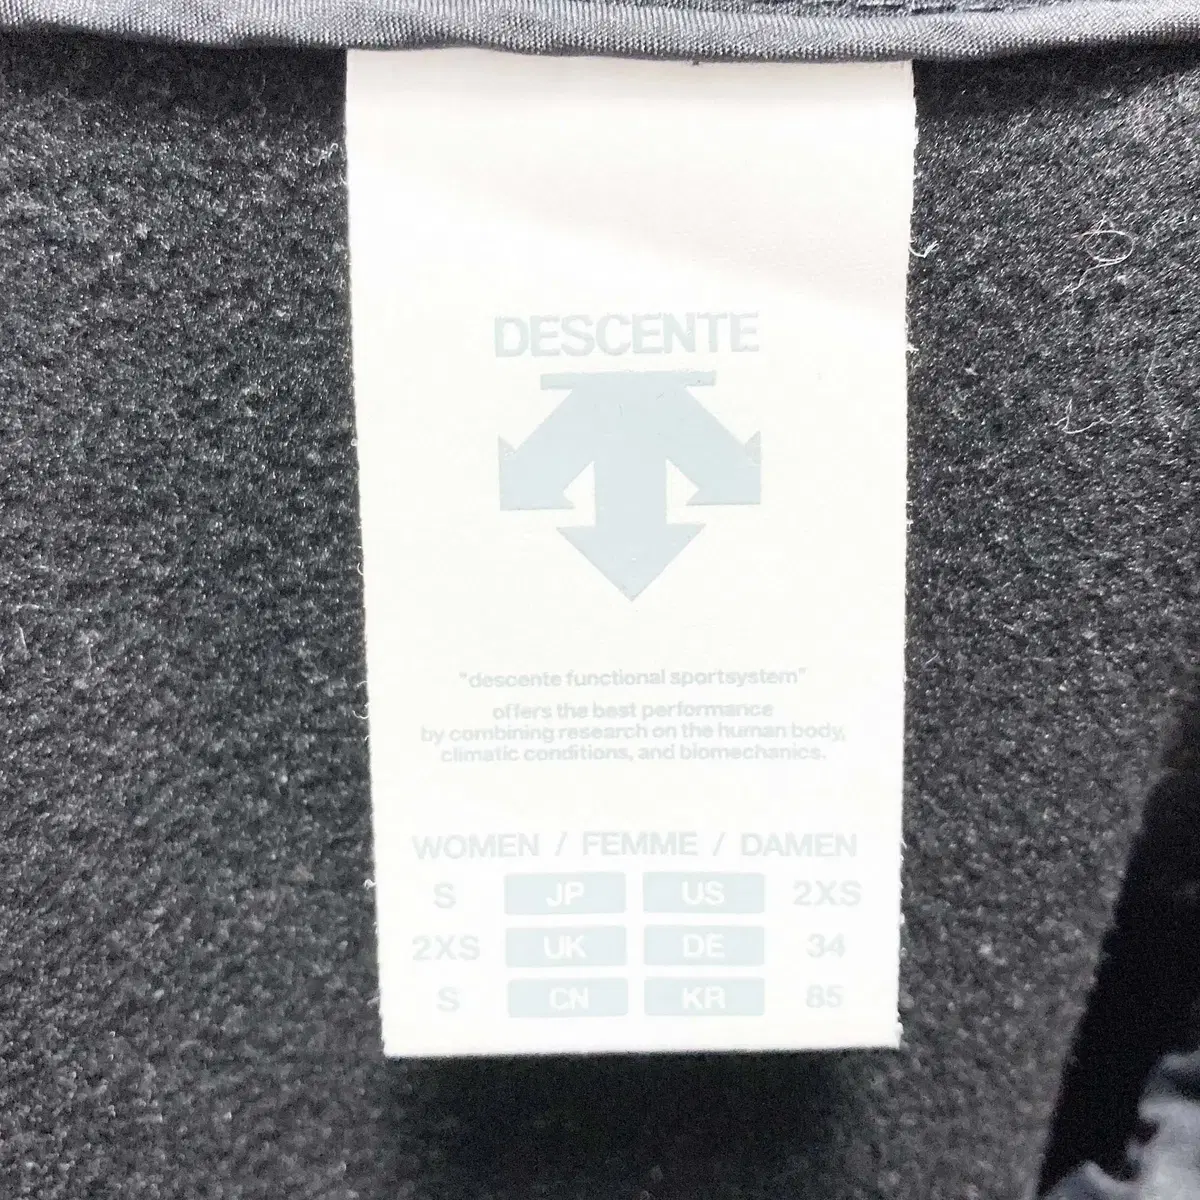 DESCENTE
"descente functional sportsystem"
offers the best performance
by combining research on the human body,
climatic conditions, and biomechanics.
WOMEN / FEMME / DAMEN
S JP US 2XS
2XS UK DE 34
S CN KR 85